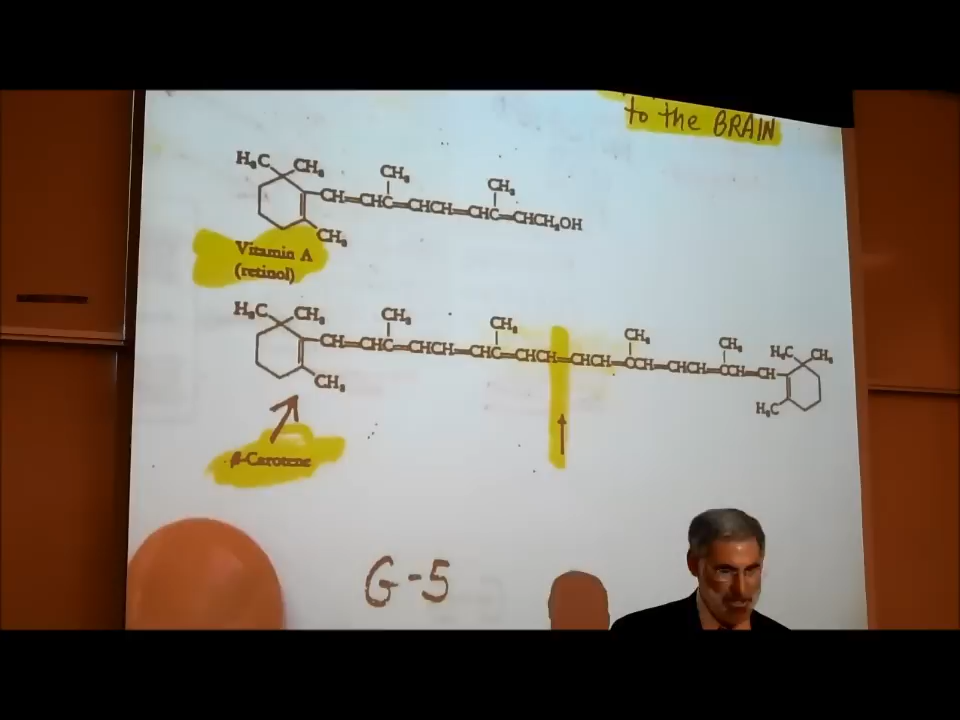 to the BRAIN
H₃C CH₃ CH₃ CH₃
CH=CHC=CHCH=CHC=CHCH₂OH
CH₃
Vitamin A
(retinol)
H₃C CH₃ CH₃ CH₃ CH₃ CH₃ H₃C CH₃
CH=CHC=CHCH=CHC=CHCH=CHCH=CCH=CHCH=CCH=CH
CH₃ H₃C
β-Carotene
G-5